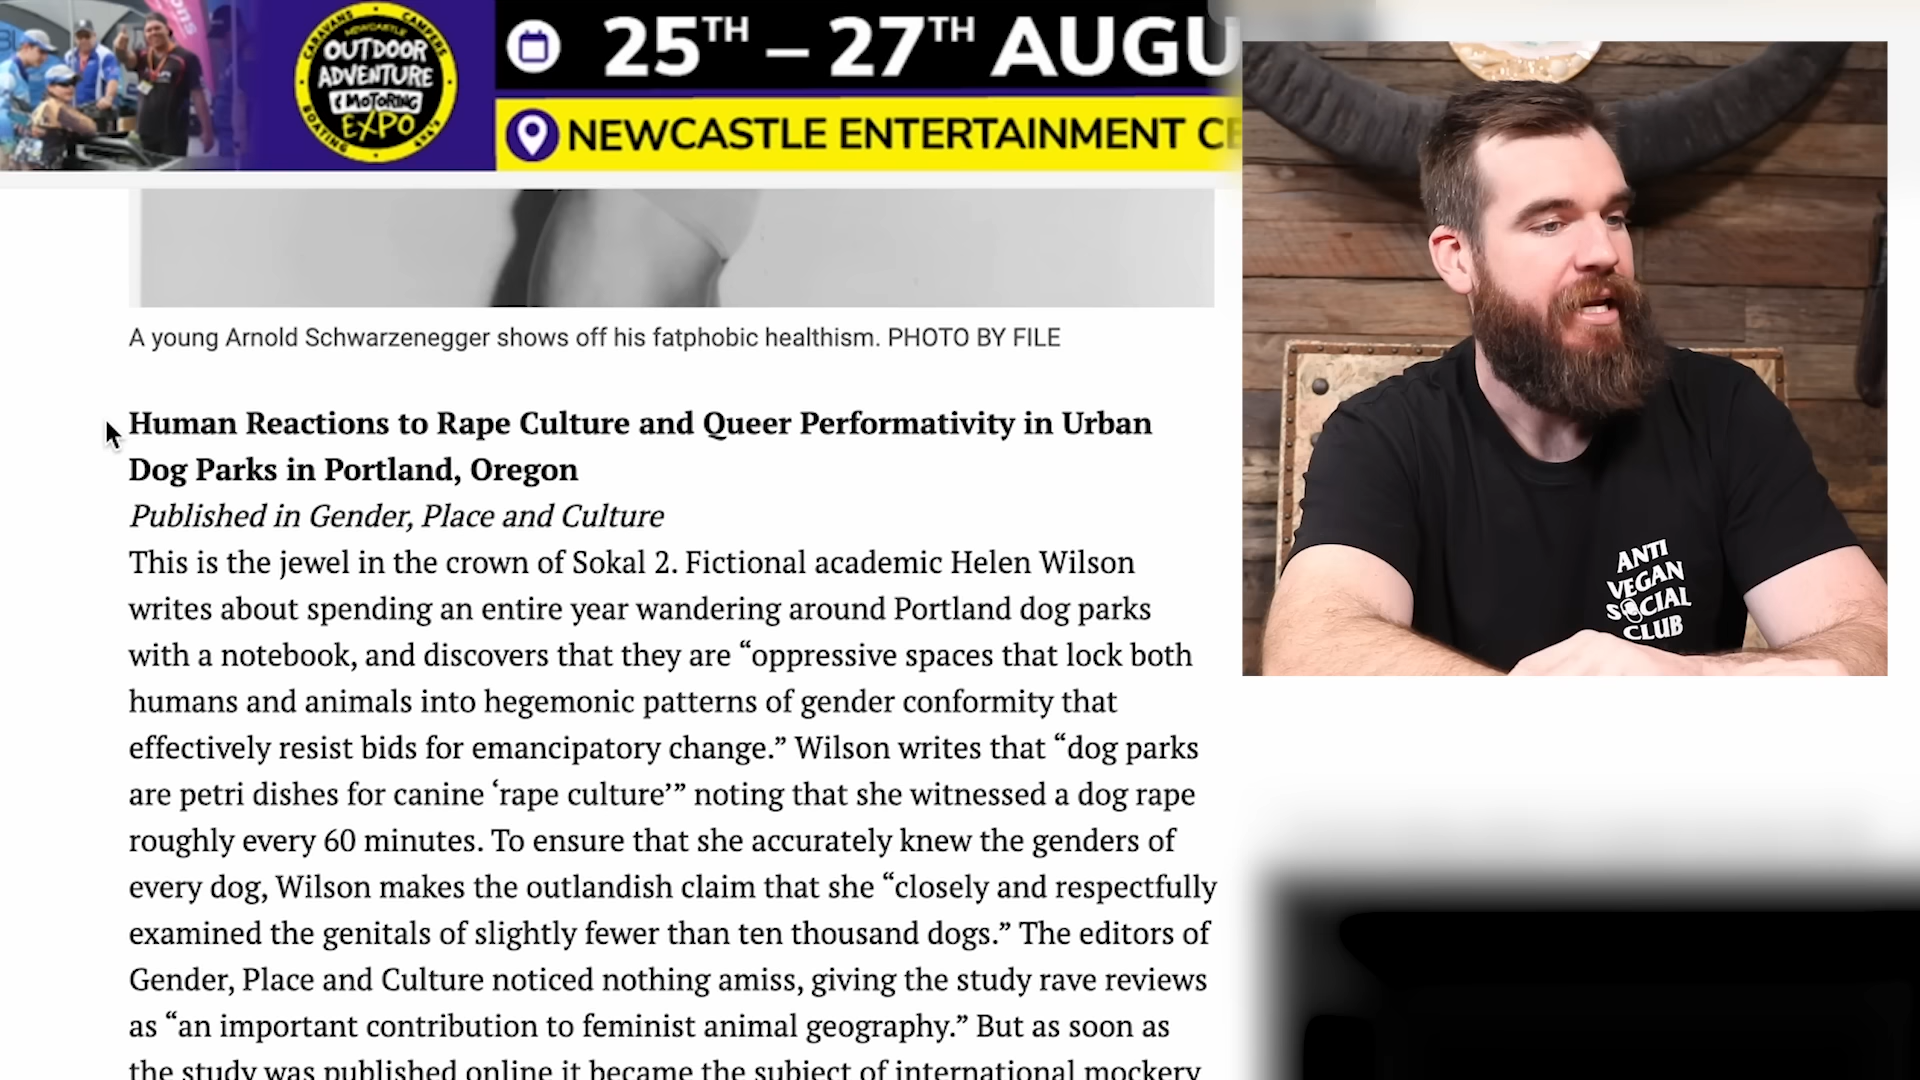 CARAVANS CAMPERS
NEWCASTLE
OUTDOOR
ADVENTURE
& MOTORING
EXPO
BOATING 4X4'S
25TH – 27TH AUGU
NEWCASTLE ENTERTAINMENT CE
A young Arnold Schwarzenegger shows off his fatphobic healthism. PHOTO BY FILE
Human Reactions to Rape Culture and Queer Performativity in Urban
Dog Parks in Portland, Oregon
Published in Gender, Place and Culture
This is the jewel in the crown of Sokal 2. Fictional academic Helen Wilson
writes about spending an entire year wandering around Portland dog parks
with a notebook, and discovers that they are “oppressive spaces that lock both
humans and animals into hegemonic patterns of gender conformity that
effectively resist bids for emancipatory change.” Wilson writes that “dog parks
are petri dishes for canine ‘rape culture’” noting that she witnessed a dog rape
roughly every 60 minutes. To ensure that she accurately knew the genders of
every dog, Wilson makes the outlandish claim that she “closely and respectfully
examined the genitals of slightly fewer than ten thousand dogs.” The editors of
Gender, Place and Culture noticed nothing amiss, giving the study rave reviews
as “an important contribution to feminist animal geography.” But as soon as
the study was published online it became the subject of international mockery
ANTI
VEGAN
SOCIAL
CLUB